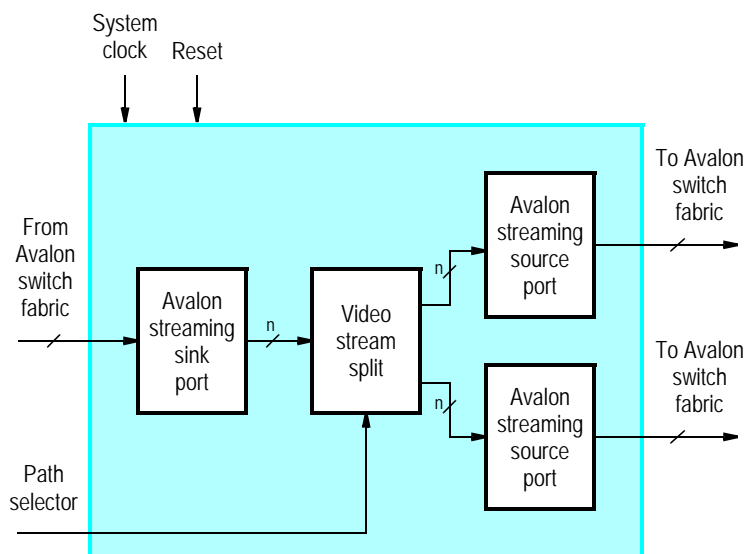 System
clock
Reset
To Avalon
switch
fabric
From
Avalon
switch
fabric
Avalon
streaming
source
port
n
Avalon
streaming
sink
port
n
Video
stream
split
To Avalon
switch
fabric
n
Avalon
streaming
source
port
Path
selector